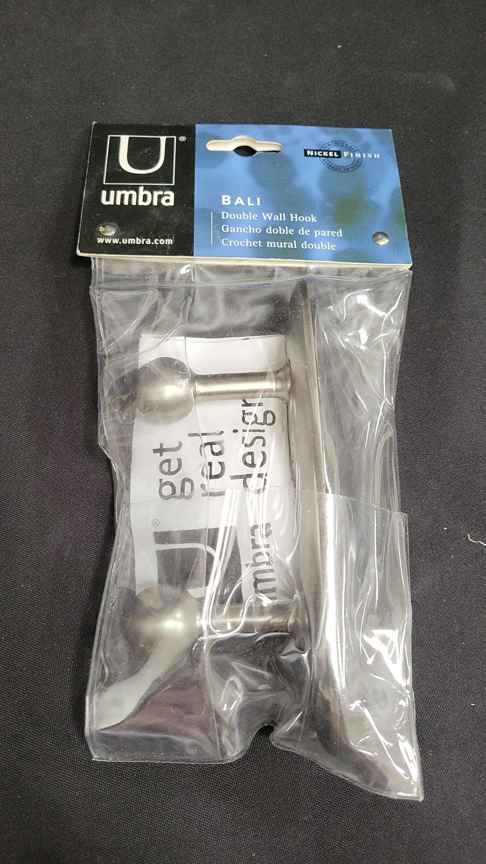 U®
umbra
www.umbra.com
NICKEL FINISH
BALI
Double Wall Hook
Gancho doble de pared
Crochet mural double
get
real
design
U®
umbra